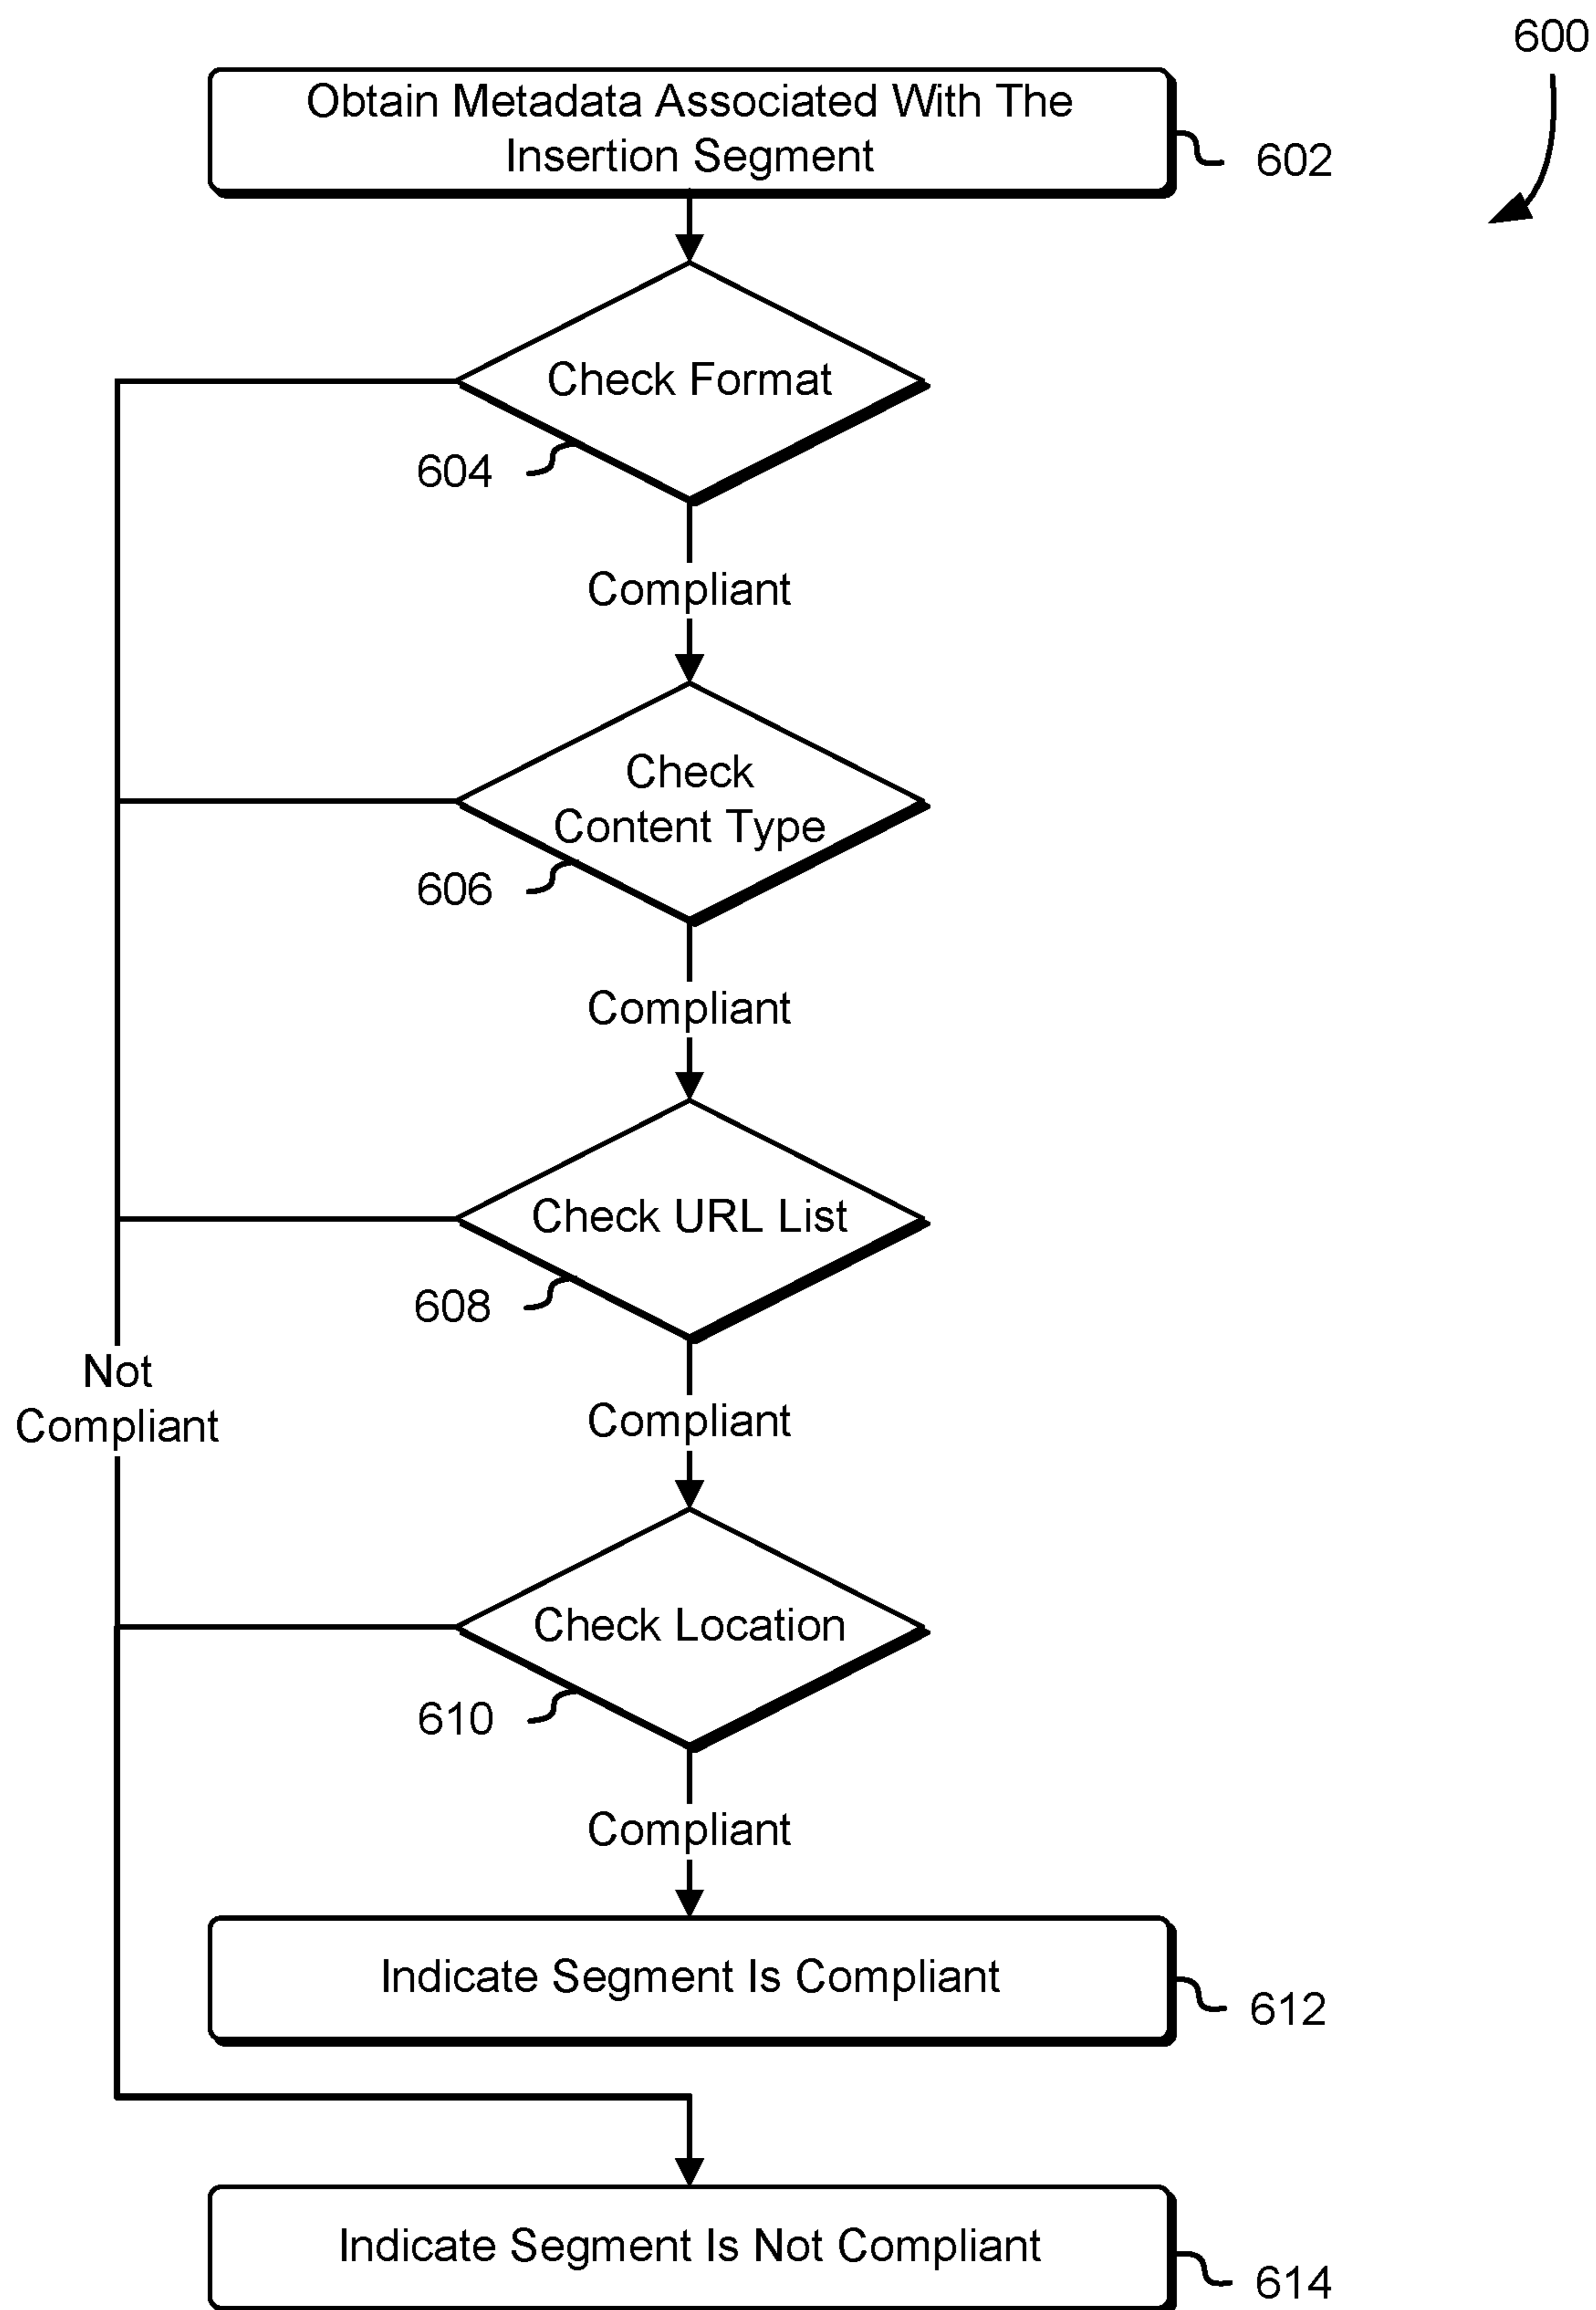 600
Obtain Metadata Associated With The
Insertion Segment
602
Check Format
604
Compliant
Check
Content Type
606
Compliant
Check URL List
608
Not
Compliant
Compliant
Check Location
610
Compliant
Indicate Segment Is Compliant
612
Indicate Segment Is Not Compliant
614